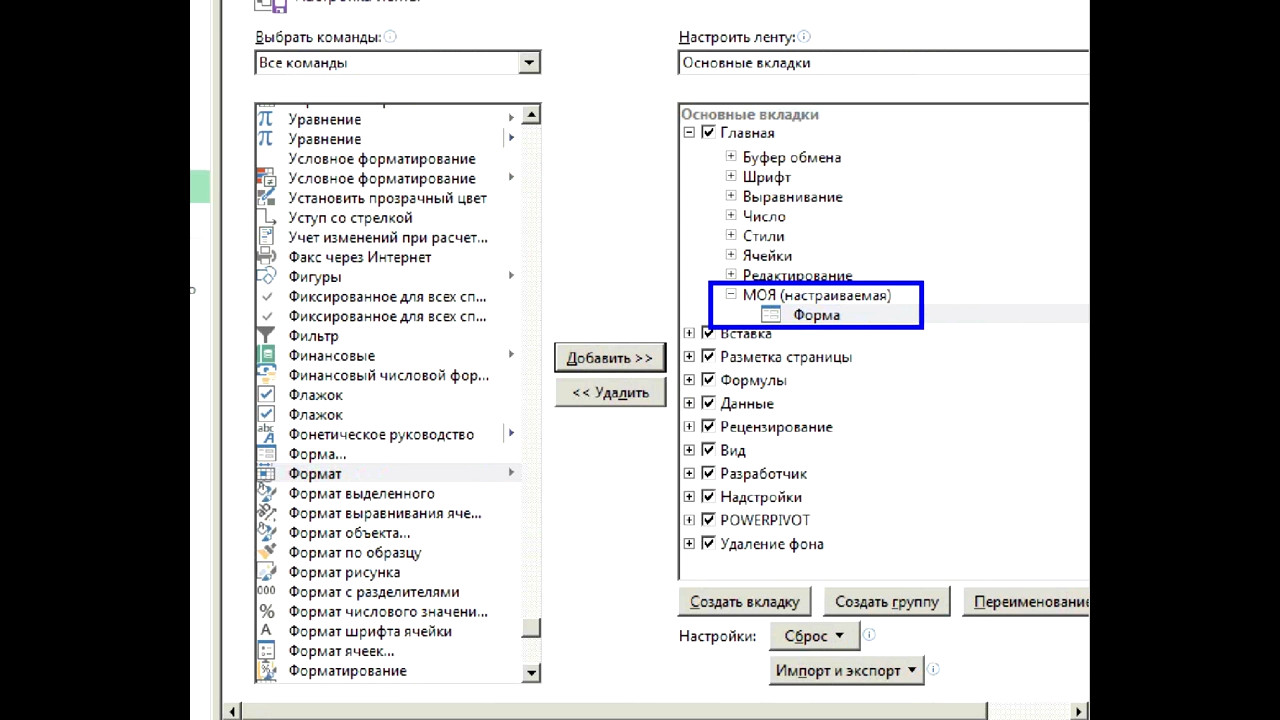 Настройка ленты
Выбрать команды:
Все команды
Уравнение
Уравнение
Условное форматирование
Условное форматирование
Установить прозрачный цвет
Уступ со стрелкой
Учет изменений при расчет...
Факс через Интернет
Фигуры
Фиксированное для всех сп...
Фиксированное для всех сп...
Фильтр
Финансовые
Финансовый числовой фор...
Флажок
Флажок
Фонетическое руководство
Форма...
Формат
Формат выделенного
Формат выравнивания яче...
Формат объекта...
Формат по образцу
Формат рисунка
Формат с разделителями
Формат числового значени...
Формат шрифта ячейки
Формат ячеек...
Форматирование
Добавить >>
<< Удалить
Настроить ленту:
Основные вкладки
Основные вкладки
Главная
Буфер обмена
Шрифт
Выравнивание
Число
Стили
Ячейки
Редактирование
МОЯ (настраиваемая)
Форма
Вставка
Разметка страницы
Формулы
Данные
Рецензирование
Вид
Разработчик
Надстройки
POWERPIVOT
Удаление фона
Создать вкладку Создать группу Переименование
Настройки: Сброс
Импорт и экспорт